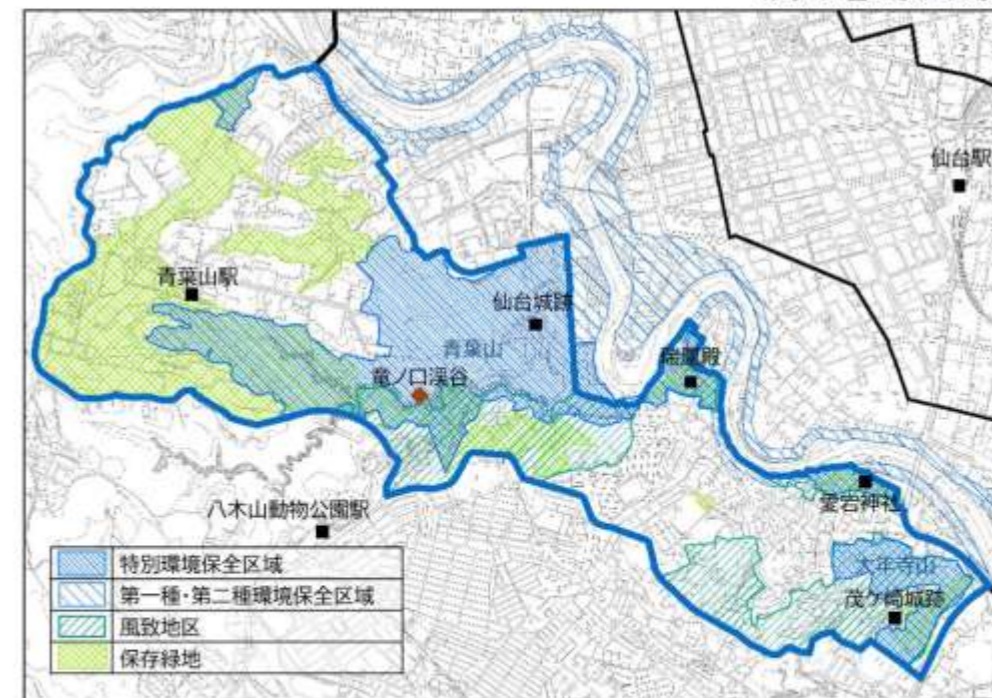 仙台駅
青葉山駅
仙台城跡
青葉山
瑞鳳殿
竜ノ口渓谷
八木山動物公園駅
愛宕神社
大年寺山
茂ケ崎城跡
特別環境保全区域
第一種・第二種環境保全区域
風致地区
保存緑地